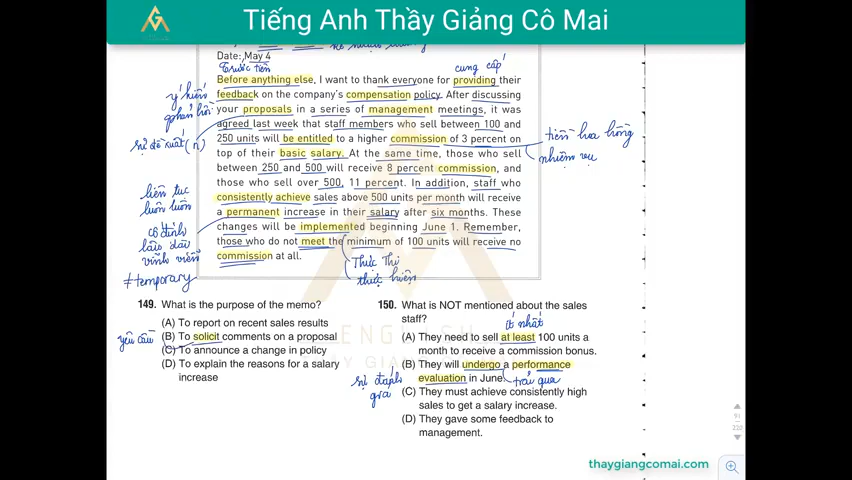 Tiếng Anh Thầy Giảng Cô Mai
Date: May 4
trước tiên
cung cấp
Before anything else, I want to thank everyone for providing their
feedback on the company's compensation policy. After discussing
your proposals in a series of management meetings, it was
agreed last week that staff members who sell between 100 and
250 units will be entitled to a higher commission of 3 percent on
top of their basic salary. At the same time, those who sell
between 250 and 500 will receive 8 percent commission, and
those who sell over 500, 11 percent. In addition, staff who
consistently achieve sales above 500 units per month will receive
a permanent increase in their salary after six months. These
changes will be implemented beginning June 1. Remember,
those who do not meet the minimum of 100 units will receive no
commission at all.
ý kiến
phản hồi
sự đề xuất (n)
tiền hoa hồng
nhiệm vụ
liên tục
luôn luôn
cố định
lâu dài
vĩnh viễn
≠ temporary
thực thi
thực hiện
149. What is the purpose of the memo?
(A) To report on recent sales results
(B) To solicit comments on a proposal
yêu cầu
(C) To announce a change in policy
(D) To explain the reasons for a salary
increase
150. What is NOT mentioned about the sales
staff?
ít nhất
(A) They need to sell at least 100 units a
month to receive a commission bonus.
(B) They will undergo a performance
evaluation in June.
trải qua
sự đánh
giá
(C) They must achieve consistently high
sales to get a salary increase.
(D) They gave some feedback to
management.
thaygiangcomai.com